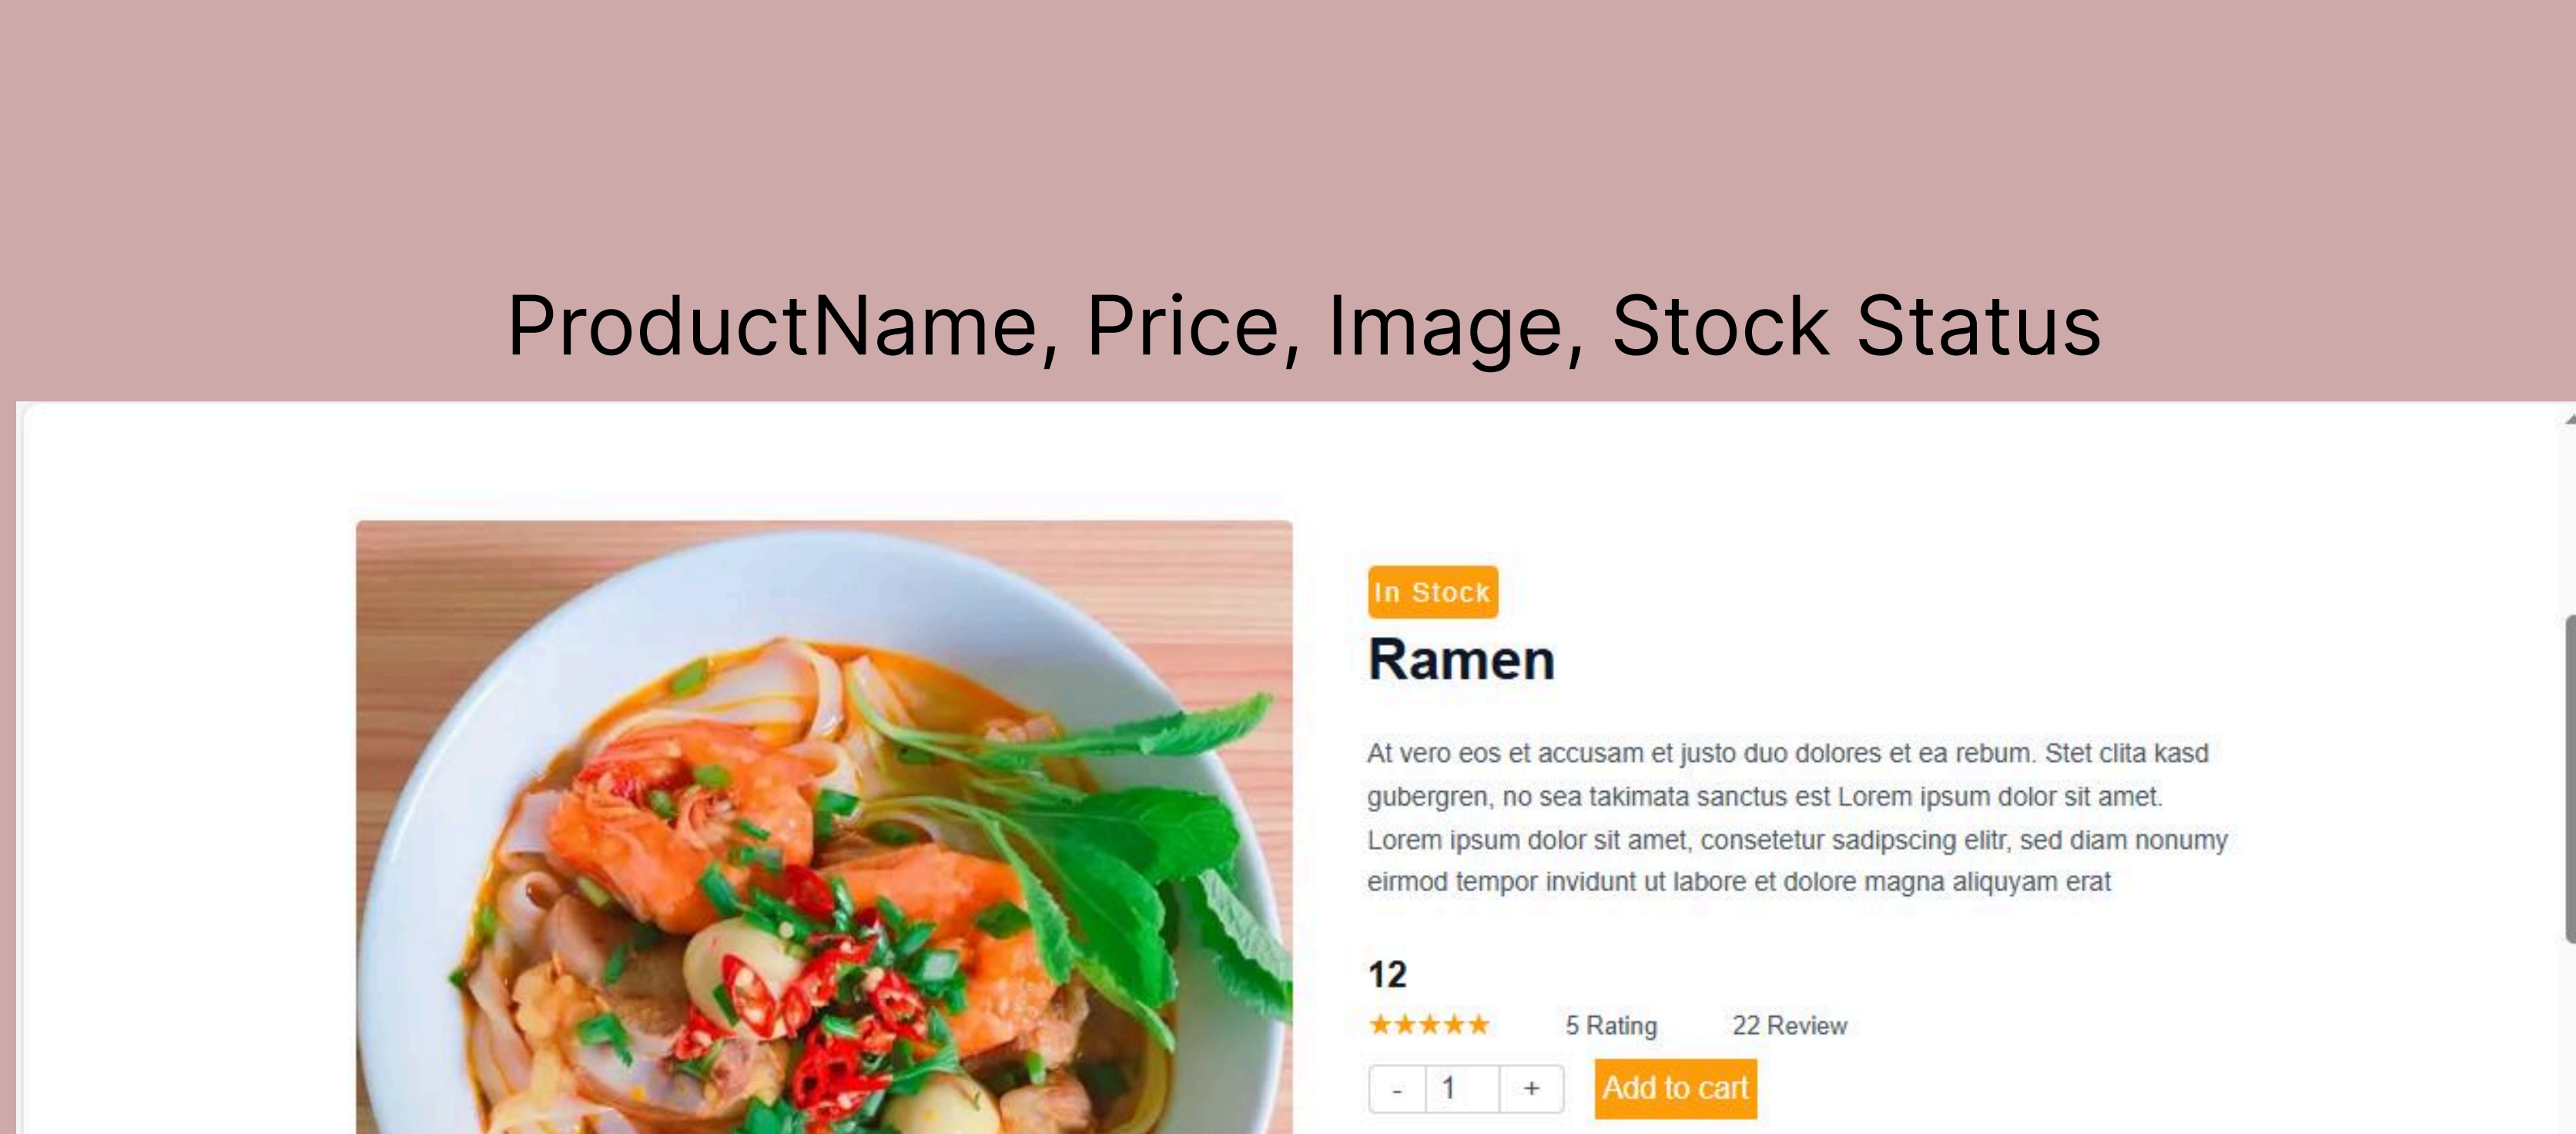 ProductName, Price, Image, Stock Status
In Stock
Ramen
At vero eos et accusam et justo duo dolores et ea rebum. Stet clita kasd
gubergren, no sea takimata sanctus est Lorem ipsum dolor sit amet.
Lorem ipsum dolor sit amet, consetetur sadipscing elitr, sed diam nonumy
eirmod tempor invidunt ut labore et dolore magna aliquyam erat
12
5 Rating 22 Review
- 1 + Add to cart